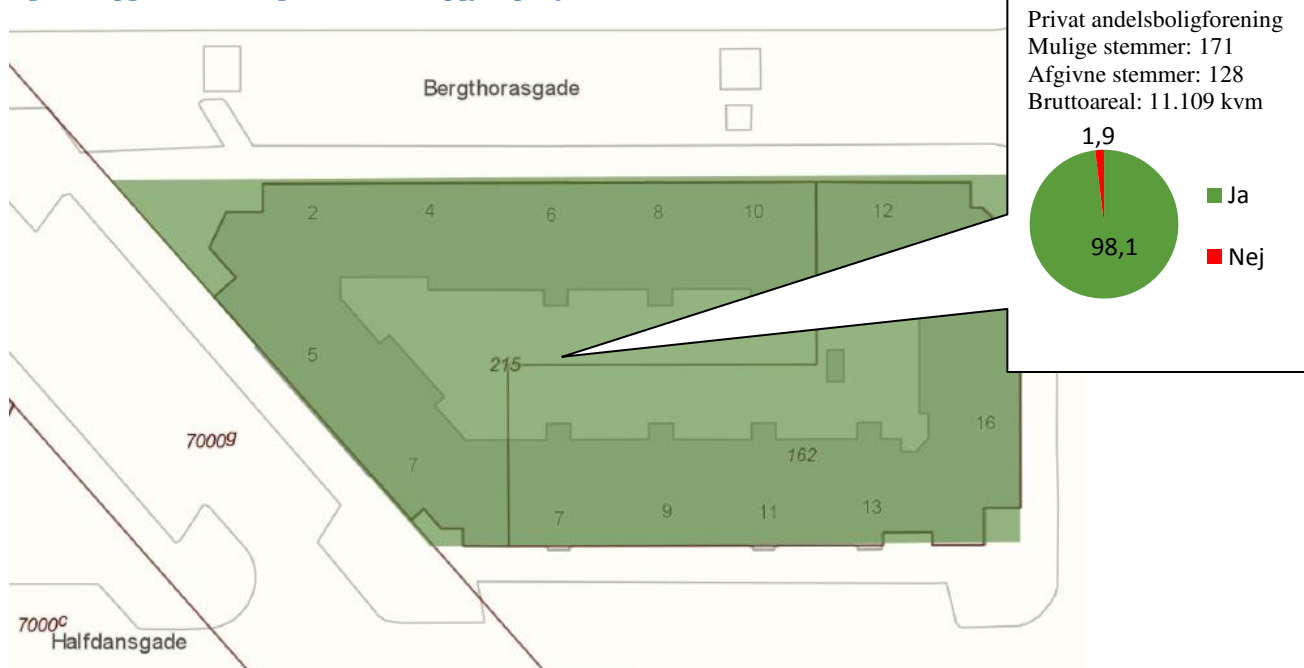 Privat andelsboligforening
Mulige stemmer: 171
Afgivne stemmer: 128
Bruttoareal: 11.109 kvm
1,9
98,1
Ja
Nej
Bergthorasgade
2
4
6
8
10
12
5
215
7000g
7
162
16
7
9
11
13
7000c
Halfdansgade